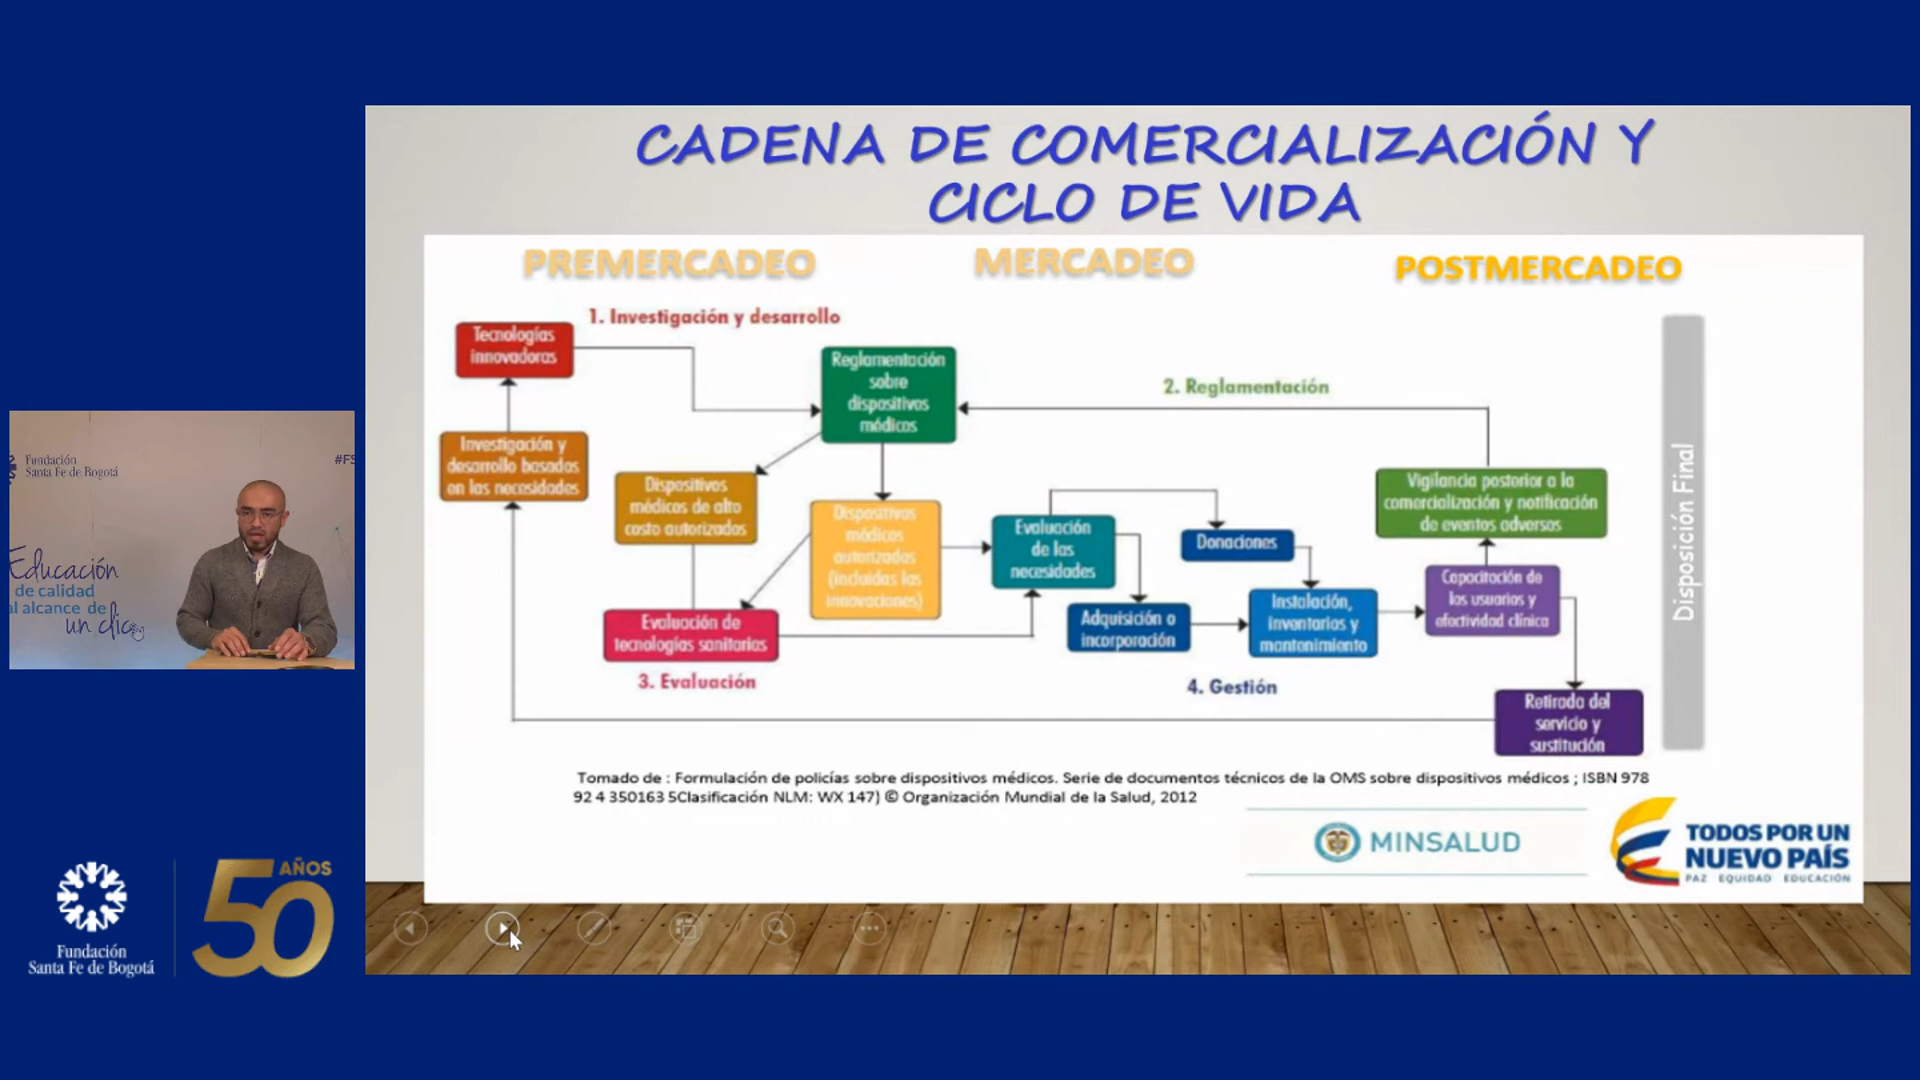 CADENA DE COMERCIALIZACIÓN Y
CICLO DE VIDA
PREMERCADEO
MERCADEO
POSTMERCADEO
1. Investigación y desarrollo
Tecnologías
innovadoras
Reglamentación
sobre
dispositivos
médicos
2. Reglamentación
Investigación y
desarrollo basados
en las necesidades
Dispositivos
médicos de alto
costo autorizados
Dispositivos
médicos
autorizados
(incluidas las
innovaciones)
Evaluación
de las
necesidades
Donaciones
Vigilancia posterior a la
comercialización y notificación
de eventos adversos
Evaluación de
tecnologías sanitarias
Adquisición o
incorporación
Instalación,
inventarios y
mantenimiento
Capacitación de
los usuarios y
efectividad clínica
3. Evaluación
4. Gestión
Retirada del
servicio y
sustitución
Disposición Final
Tomado de : Formulación de policías sobre dispositivos médicos. Serie de documentos técnicos de la OMS sobre dispositivos médicos ; ISBN 978
92 4 350163 5Clasificación NLM: WX 147) © Organización Mundial de la Salud, 2012
MINSALUD
TODOS POR UN
NUEVO PAÍS
PAZ EQUIDAD EDUCACIÓN
Fundación
Santa Fe de Bogotá
#FS
Educación
de calidad
al alcance de
un clic
Fundación
Santa Fe de Bogotá
50 AÑOS